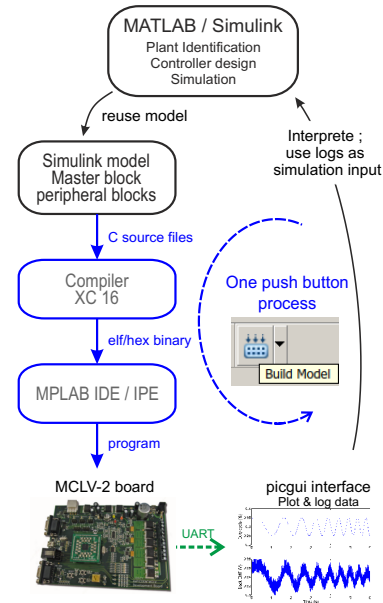 MATLAB / Simulink
Plant Identification
Controller design
Simulation
reuse model
Interprete ;
use logs as
simulation input
Simulink model
Master block
peripheral blocks
C source files
Compiler
XC 16
One push button
process
Build Model
elf/hex binary
MPLAB IDE / IPE
program
MCLV-2 board
picgui interface
Plot & log data
UART